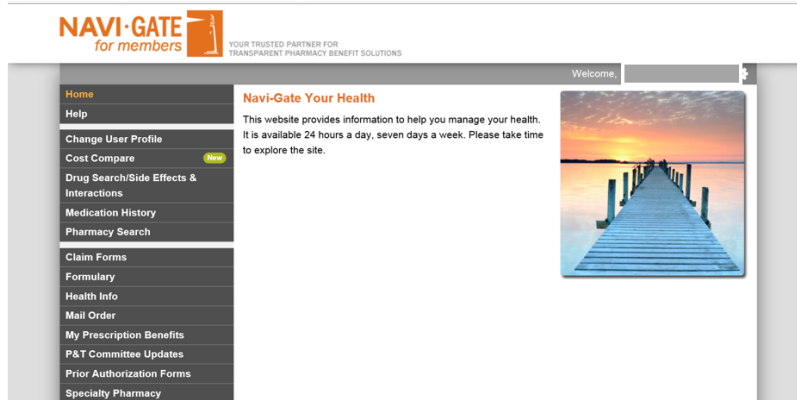 NAVI·GATE
for members
YOUR TRUSTED PARTNER FOR
TRANSPARENT PHARMACY BENEFIT SOLUTIONS
Welcome,
Home
Help
Change User Profile
Cost Compare New
Drug Search/Side Effects &
Interactions
Medication History
Pharmacy Search
Claim Forms
Formulary
Health Info
Mail Order
My Prescription Benefits
P&T Committee Updates
Prior Authorization Forms
Specialty Pharmacy
Navi-Gate Your Health
This website provides information to help you manage your health.
It is available 24 hours a day, seven days a week. Please take time
to explore the site.